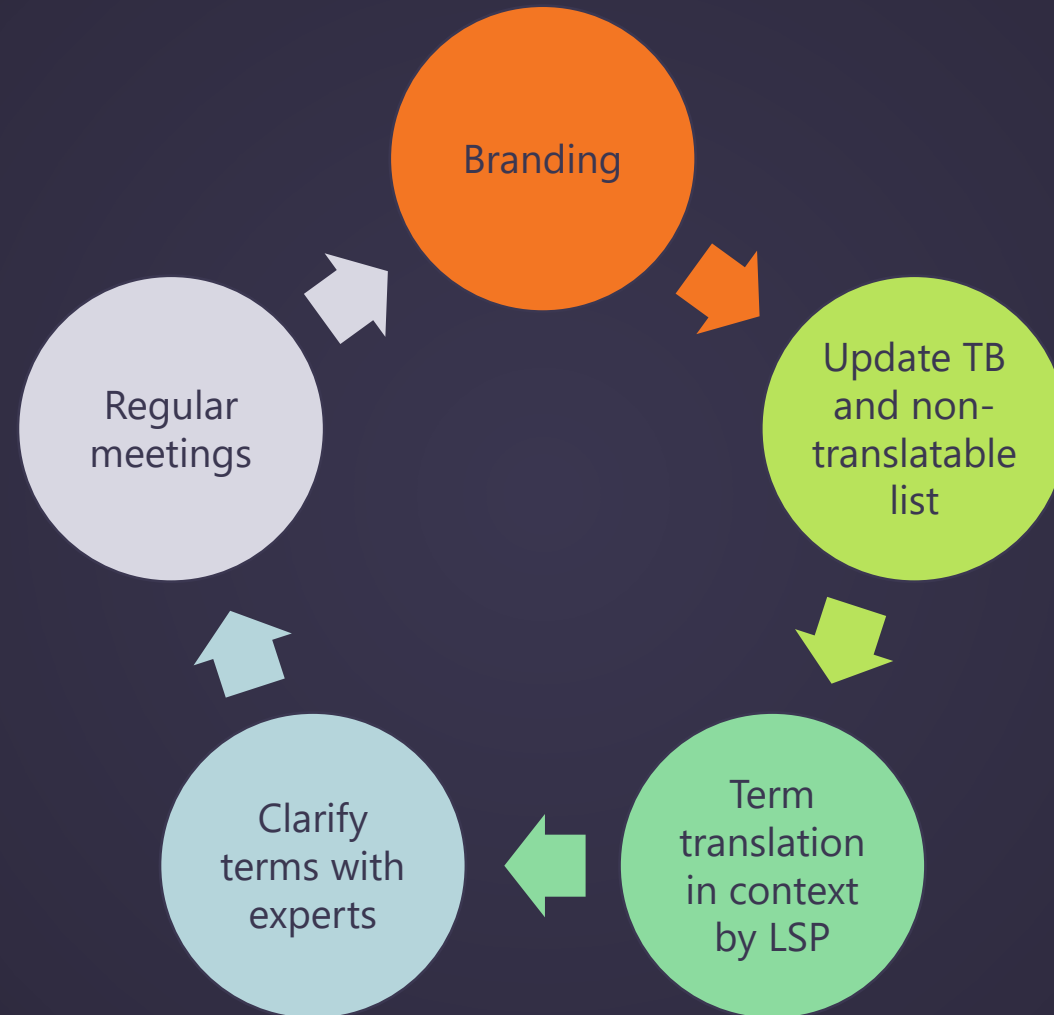 Branding
Update TB
and non-
translatable
list
Term
translation
in context
by LSP
Clarify
terms with
experts
Regular
meetings